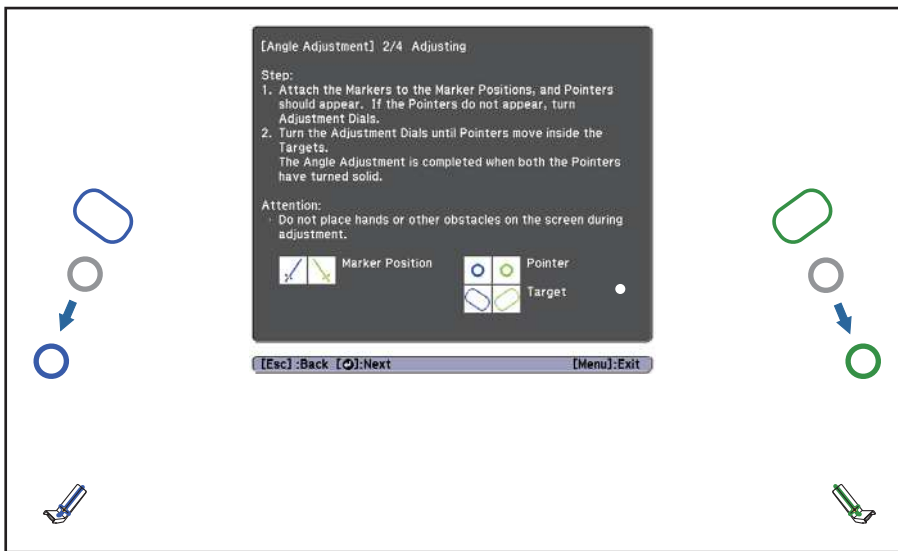 [Angle Adjustment] 2/4 Adjusting
Step:
1. Attach the Markers to the Marker Positions, and Pointers
should appear. If the Pointers do not appear, turn
Adjustment Dials.
2. Turn the Adjustment Dials until Pointers move inside the
Targets.
The Angle Adjustment is completed when both the Pointers
have turned solid.
Attention:
· Do not place hands or other obstacles on the screen during
adjustment.
Marker Position
Pointer
Target
[Esc] :Back [⏎]:Next [Menu]:Exit